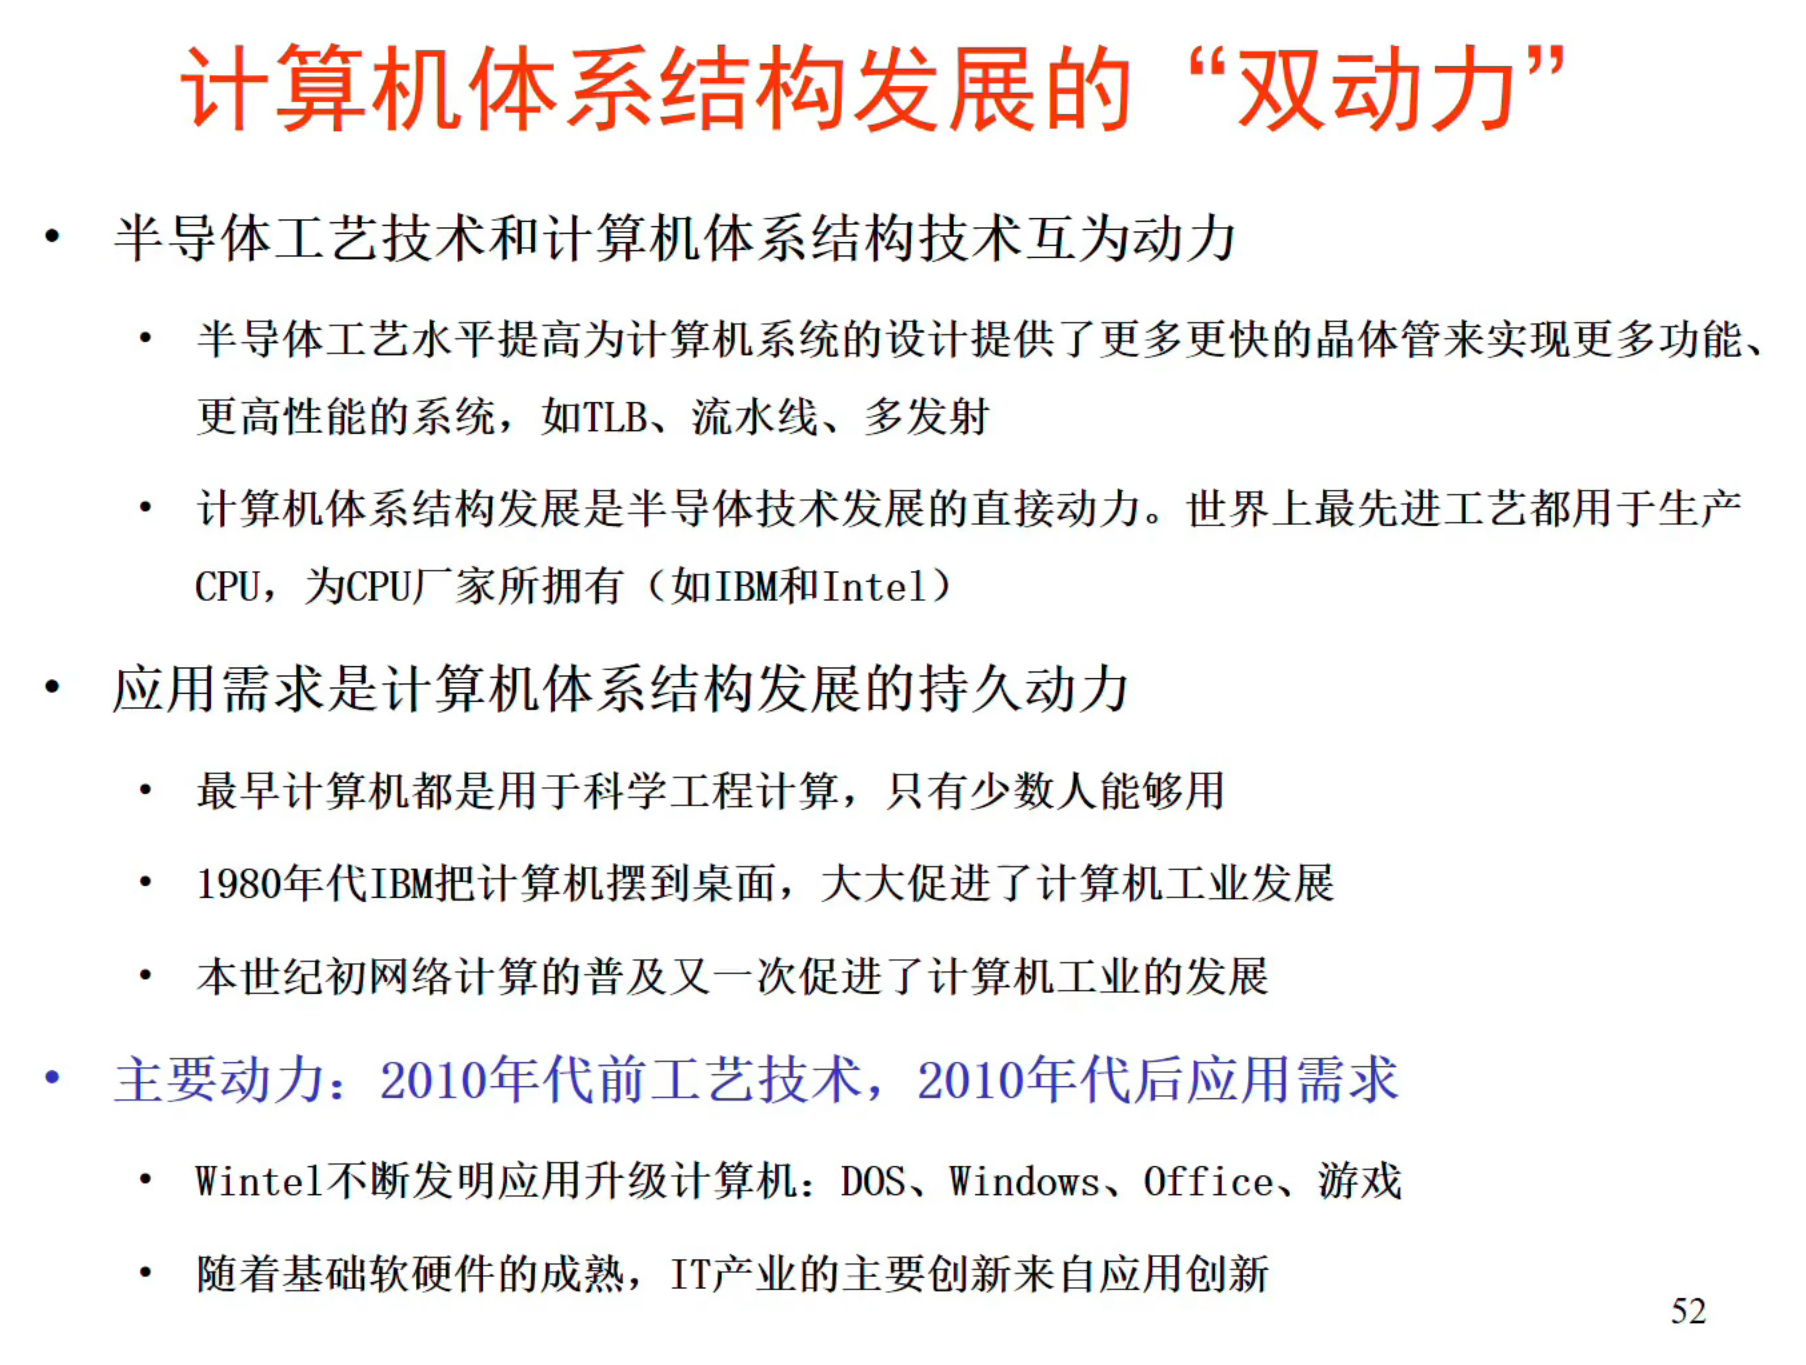 计算机体系结构发展的“双动力”
• 半导体工艺技术和计算机体系结构技术互为动力
• 半导体工艺水平提高为计算机系统的设计提供了更多更快的晶体管来实现更多功能、
更高性能的系统，如TLB、流水线、多发射
• 计算机体系结构发展是半导体技术发展的直接动力。世界上最先进工艺都用于生产
CPU，为CPU厂家所拥有（如IBM和Intel）
• 应用需求是计算机体系结构发展的持久动力
• 最早计算机都是用于科学工程计算，只有少数人能够用
• 1980年代IBM把计算机摆到桌面，大大促进了计算机工业发展
• 本世纪初网络计算的普及又一次促进了计算机工业的发展
• 主要动力：2010年代前工艺技术，2010年代后应用需求
• Wintel不断发明应用升级计算机：DOS、Windows、Office、游戏
• 随着基础软硬件的成熟，IT产业的主要创新来自应用创新
52